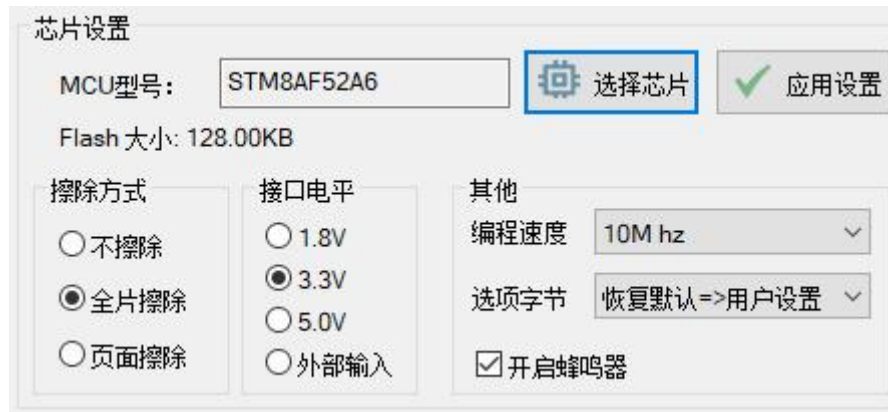 芯片设置
MCU型号： STM8AF52A6 选择芯片 应用设置
Flash 大小: 128.00KB
擦除方式 接口电平 其他
不擦除 1.8V 编程速度 10M hz
全片擦除 3.3V 选项字节 恢复默认=>用户设置
5.0V
页面擦除 外部输入 开启蜂鸣器